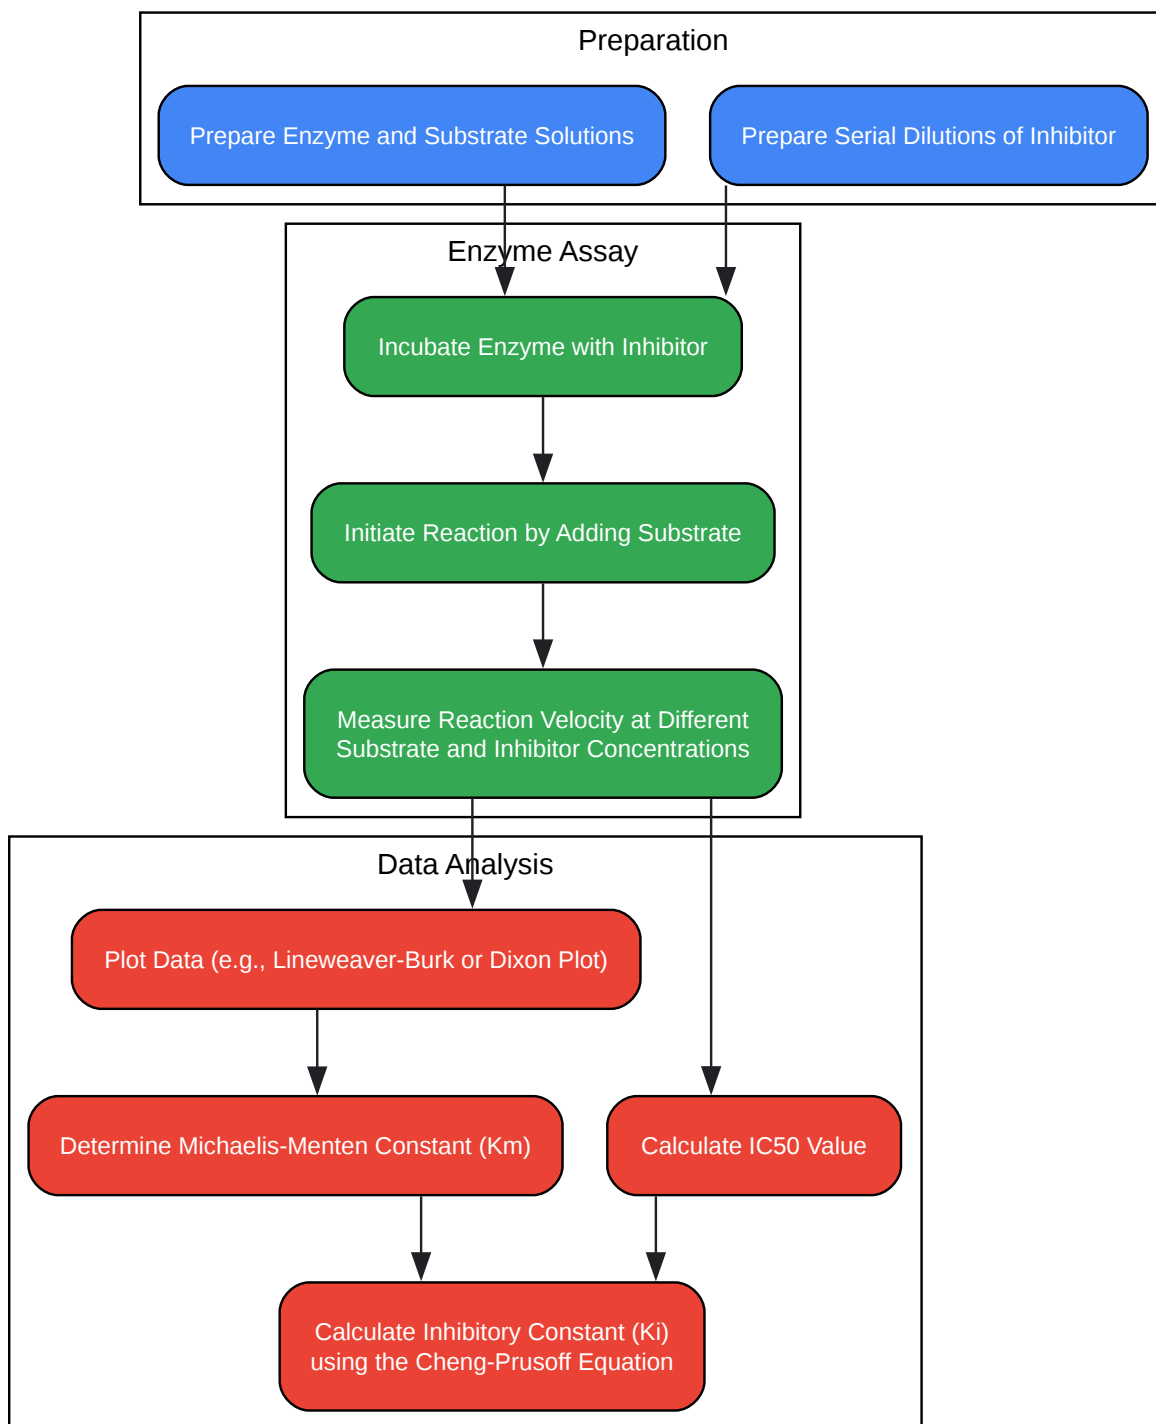 Preparation
Prepare Enzyme and Substrate Solutions
Prepare Serial Dilutions of Inhibitor
Enzyme Assay
Incubate Enzyme with Inhibitor
Initiate Reaction by Adding Substrate
Measure Reaction Velocity at Different
Substrate and Inhibitor Concentrations
Data Analysis
Plot Data (e.g., Lineweaver-Burk or Dixon Plot)
Determine Michaelis-Menten Constant (Km)
Calculate IC50 Value
Calculate Inhibitory Constant (Ki)
using the Cheng-Prusoff Equation